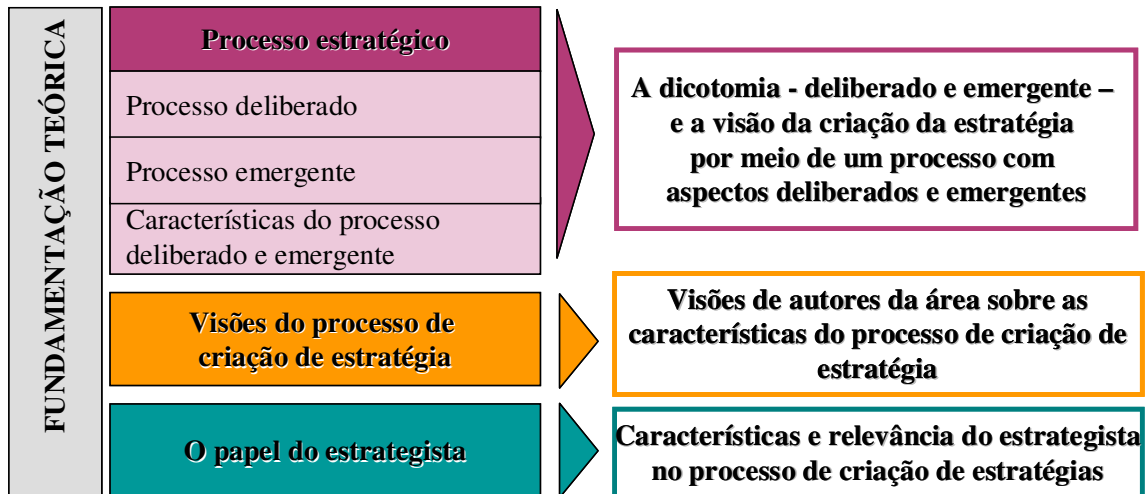 FUNDAMENTAÇÃO TEÓRICA
Processo estratégico
Processo deliberado
Processo emergente
Características do processo
deliberado e emergente
A dicotomia - deliberado e emergente –
e a visão da criação da estratégia
por meio de um processo com
aspectos deliberados e emergentes
Visões do processo de
criação de estratégia
Visões de autores da área sobre as
características do processo de criação de
estratégia
O papel do estrategista
Características e relevância do estrategista
no processo de criação de estratégias